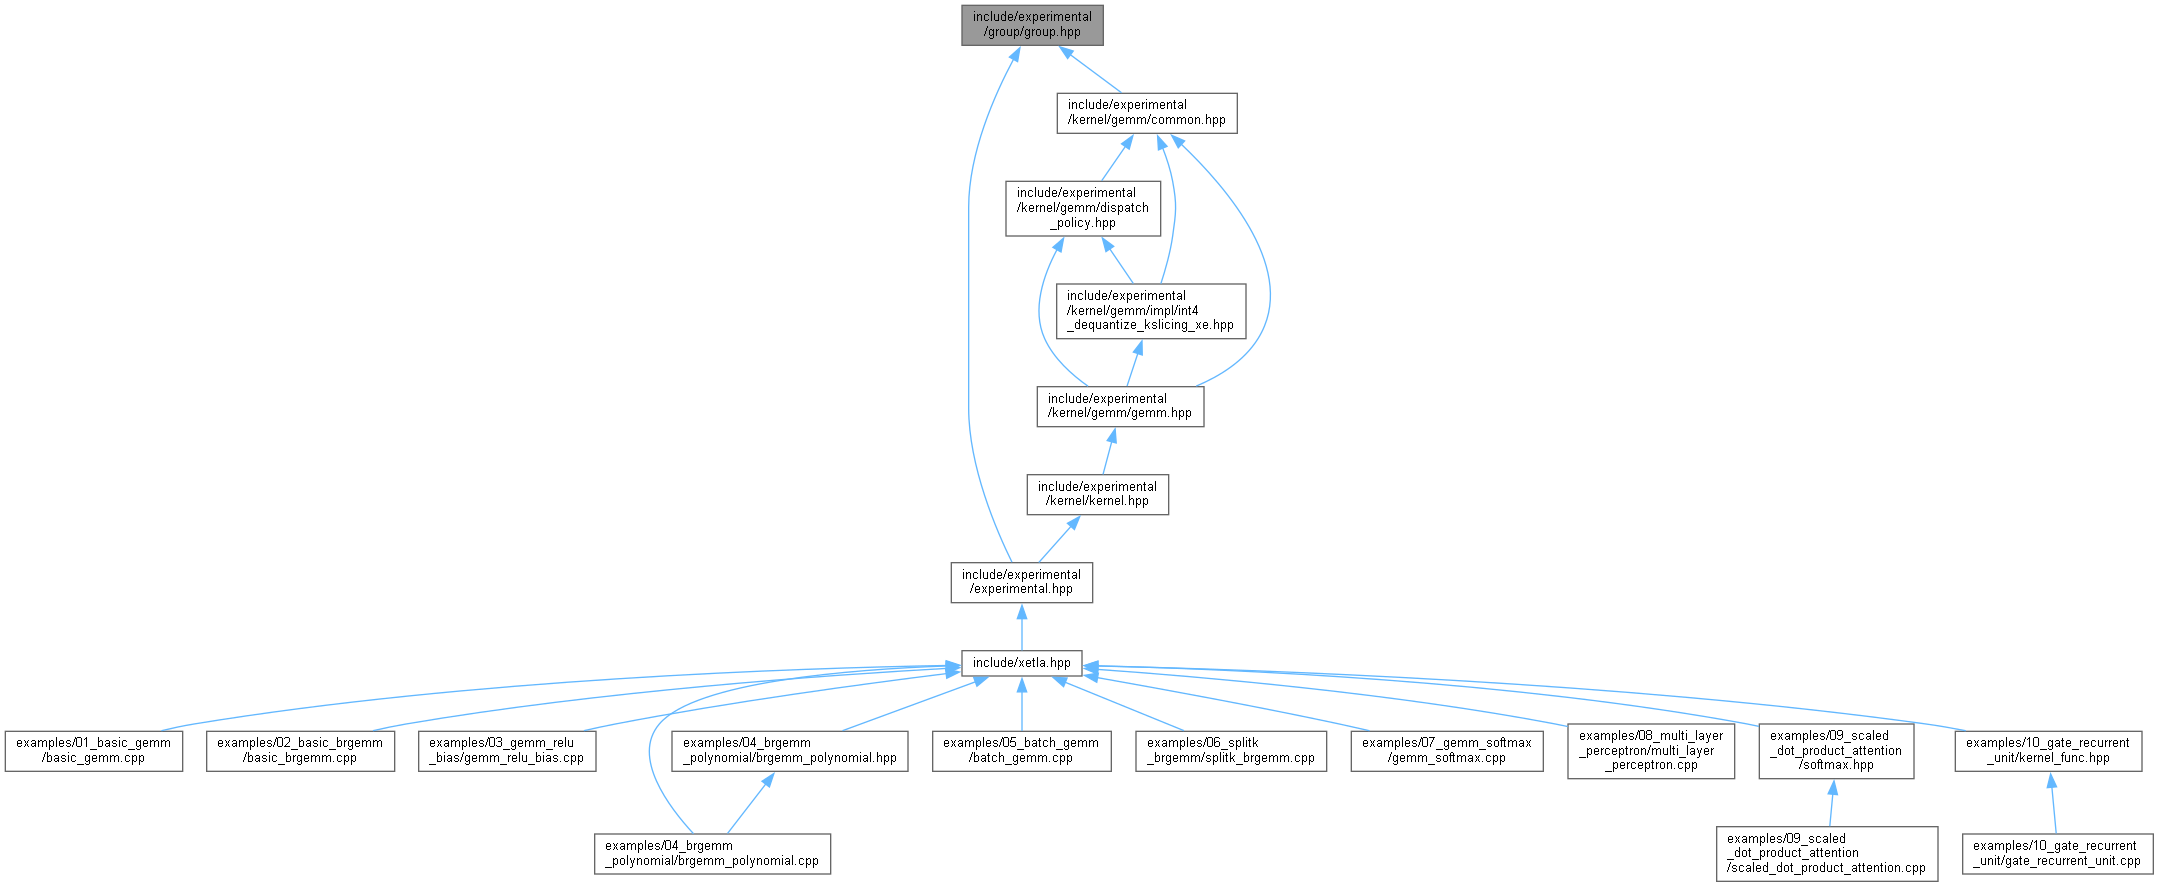 include/experimental
/group/group.hpp
include/experimental
/kernel/gemm/common.hpp
include/experimental
/kernel/gemm/dispatch
_policy.hpp
include/experimental
/kernel/gemm/impl/int4
_dequantize_kslicing_xe.hpp
include/experimental
/kernel/gemm/gemm.hpp
include/experimental
/kernel/kernel.hpp
include/experimental
/experimental.hpp
include/xetla.hpp
examples/01_basic_gemm
/basic_gemm.cpp
examples/02_basic_brgemm
/basic_brgemm.cpp
examples/03_gemm_relu
_bias/gemm_relu_bias.cpp
examples/04_brgemm
_polynomial/brgemm_polynomial.hpp
examples/05_batch_gemm
/batch_gemm.cpp
examples/06_splitk
_brgemm/splitk_brgemm.cpp
examples/07_gemm_softmax
/gemm_softmax.cpp
examples/08_multi_layer
_perceptron/multi_layer
_perceptron.cpp
examples/09_scaled
_dot_product_attention
/softmax.hpp
examples/10_gate_recurrent
_unit/kernel_func.hpp
examples/04_brgemm
_polynomial/brgemm_polynomial.cpp
examples/09_scaled
_dot_product_attention
/scaled_dot_product_attention.cpp
examples/10_gate_recurrent
_unit/gate_recurrent_unit.cpp